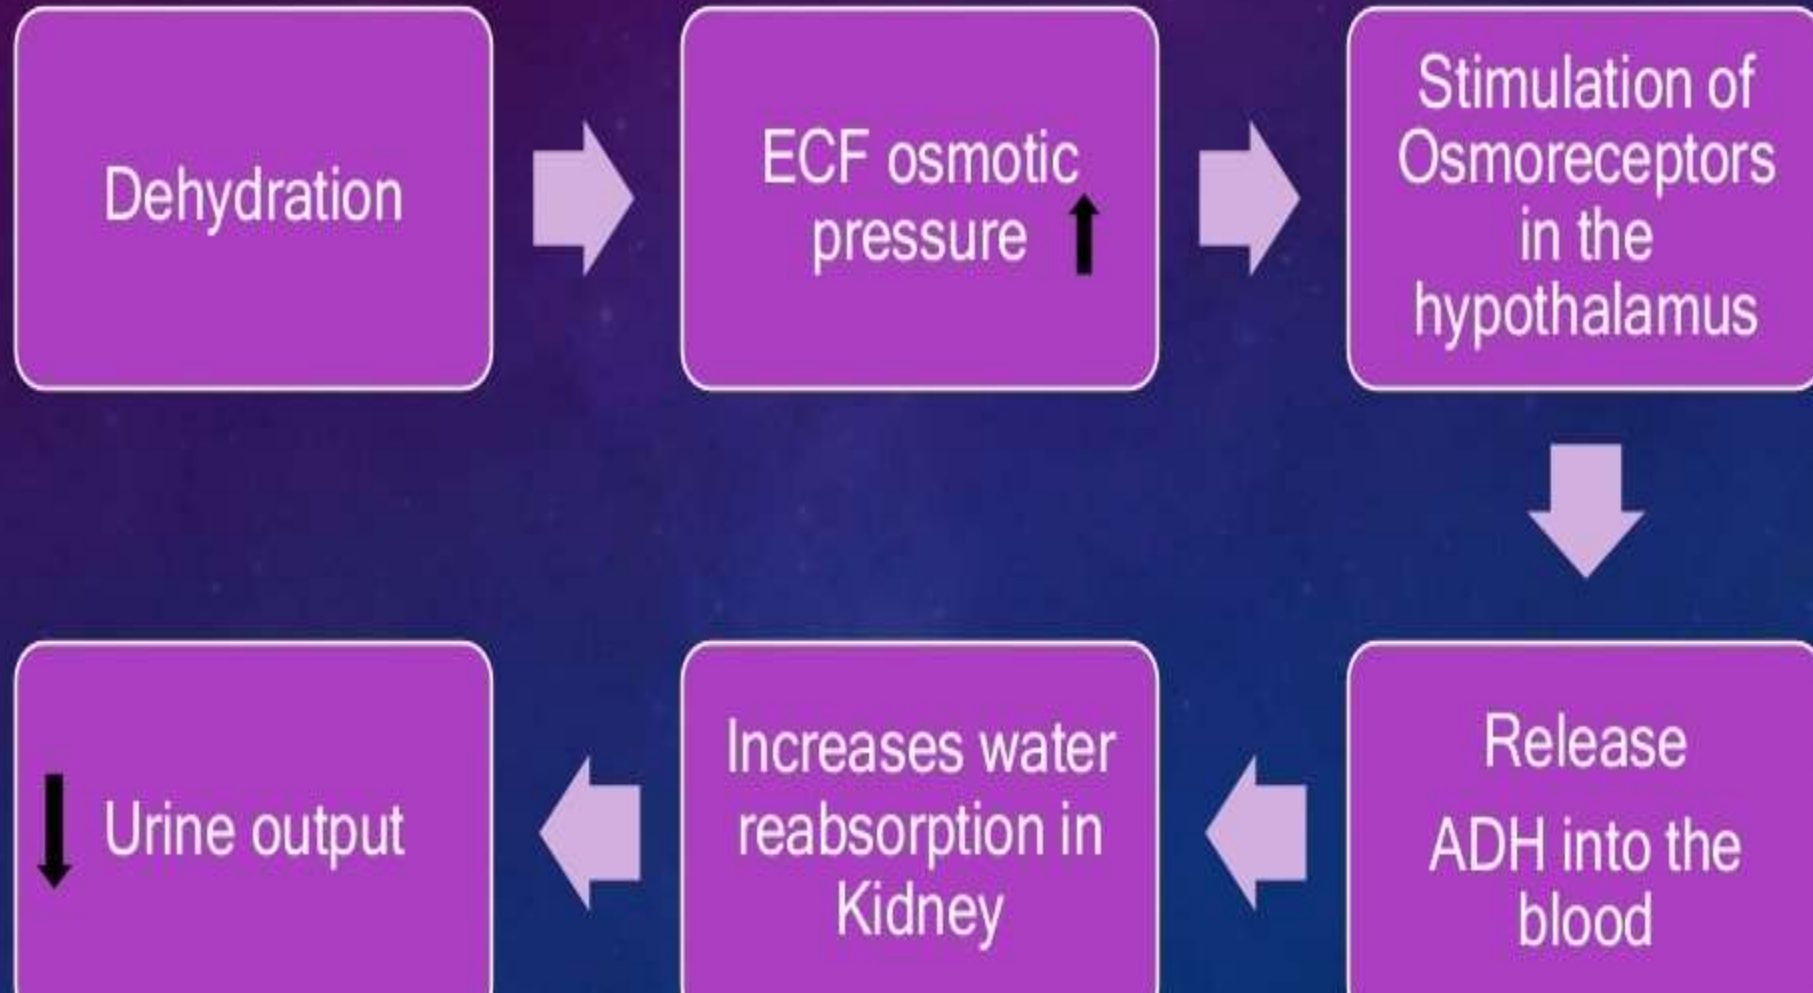 Dehydration
ECF osmotic
pressure
Stimulation of
Osmoreceptors
in the
hypothalamus
Release
ADH into the
blood
Increases water
reabsorption in
Kidney
Urine output